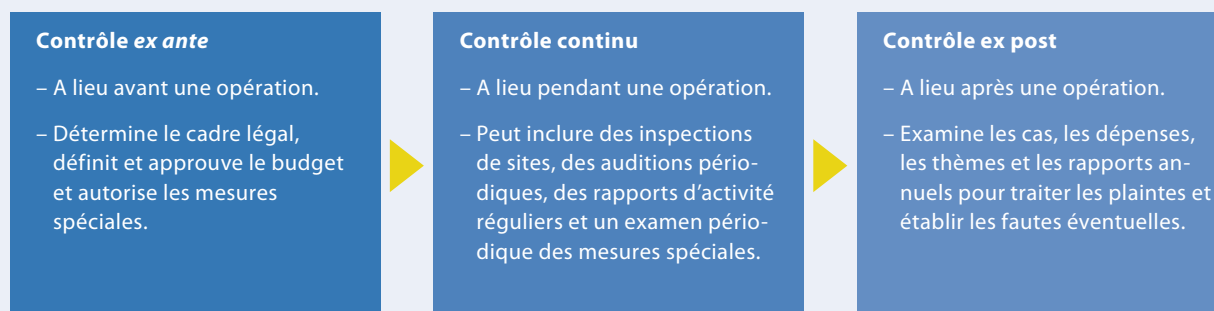 Contrôle ex ante
– A lieu avant une opération.
– Détermine le cadre légal,
définit et approuve le budget
et autorise les mesures
spéciales.
Contrôle continu
– A lieu pendant une opération.
– Peut inclure des inspections
de sites, des auditions pério-
diques, des rapports d’activité
réguliers et un examen pério-
dique des mesures spéciales.
Contrôle ex post
– A lieu après une opération.
– Examine les cas, les dépenses,
les thèmes et les rapports an-
nuels pour traiter les plaintes et
établir les fautes éventuelles.